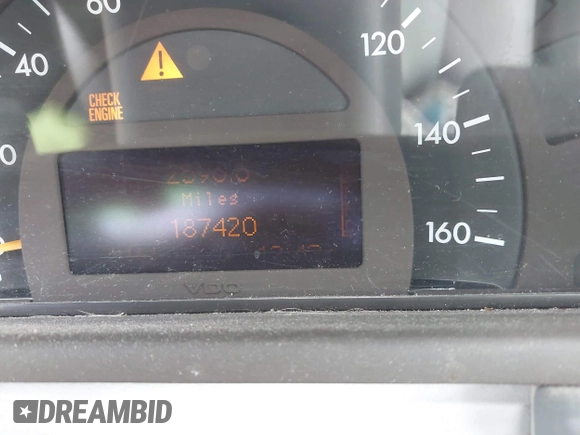 60
40
120
140
160
CHECK
ENGINE
Miles
187420
VDO
DREAMBID